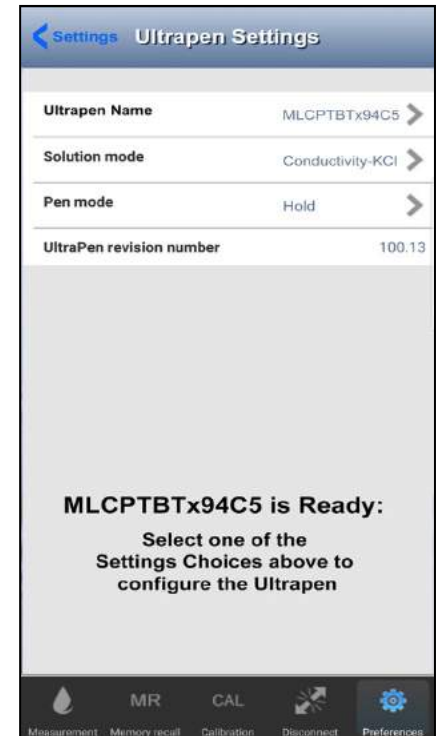 Settings Ultrapen Settings
Ultrapen Name MLCPTBTx94C5
Solution mode Conductivity-KCl
Pen mode Hold
UltraPen revision number 100.13
MLCPTBTx94C5 is Ready:
Select one of the
Settings Choices above to
configure the Ultrapen
MR CAL
Measurement Memory recall Calibration Disconnect Preferences